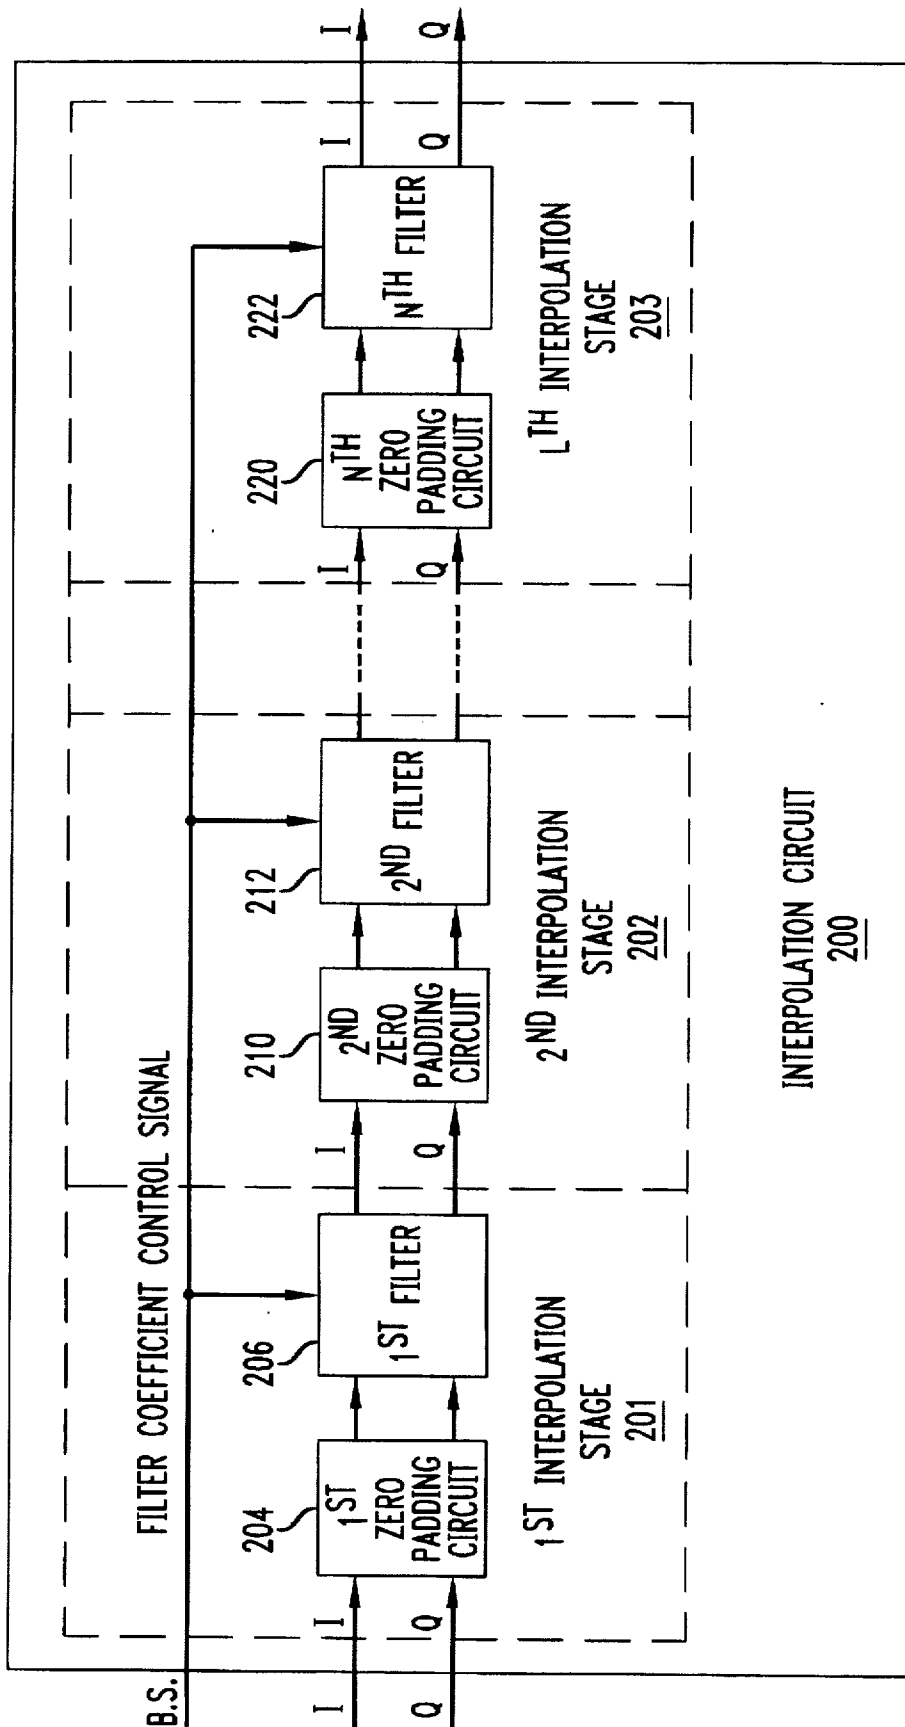 B.S.
FILTER COEFFICIENT CONTROL SIGNAL
I
Q
I
Q
204
1ST
ZERO
PADDING
CIRCUIT
206
1ST FILTER
1ST INTERPOLATION
STAGE
201
I
Q
210
2ND
ZERO
PADDING
CIRCUIT
212
2ND FILTER
2ND INTERPOLATION
STAGE
202
I
Q
220
NTH
ZERO
PADDING
CIRCUIT
222
NTH FILTER
LTH INTERPOLATION
STAGE
203
I
Q
I
Q
INTERPOLATION CIRCUIT
200